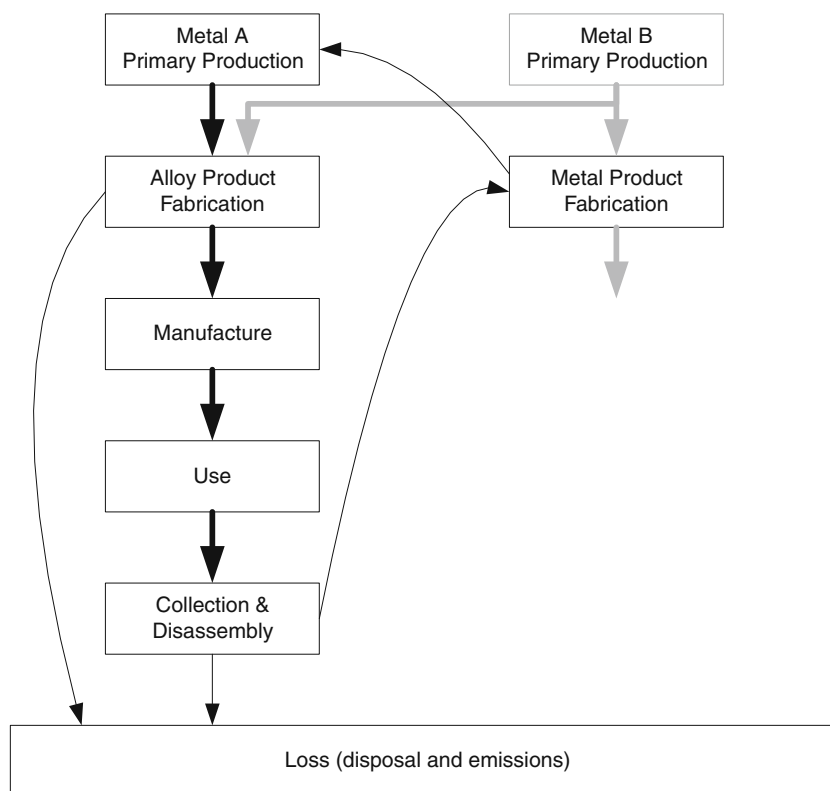 Metal A
Primary Production
Metal B
Primary Production
Alloy Product
Fabrication
Metal Product
Fabrication
Manufacture
Use
Collection &
Disassembly
Loss (disposal and emissions)